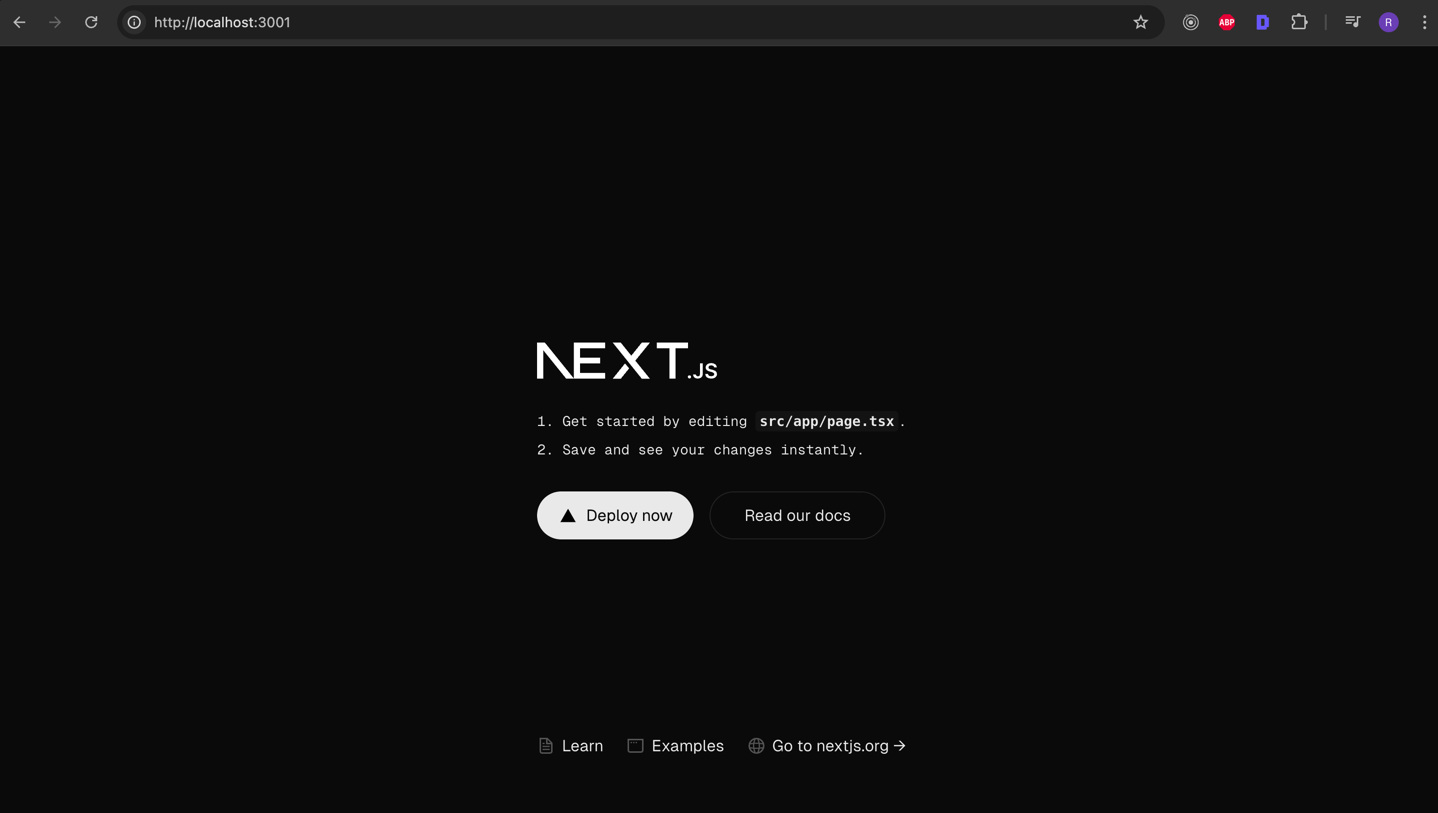 http://localhost:3001
ABP
D
R
NEXT.JS
1. Get started by editing src/app/page.tsx.
2. Save and see your changes instantly.
Deploy now
Read our docs
Learn
Examples
Go to nextjs.org →